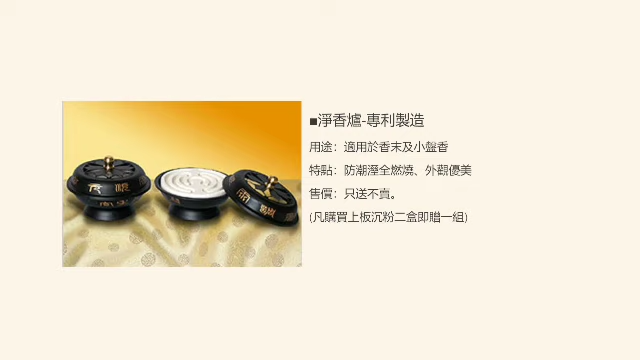 ■淨香爐-專利製造
用途：適用於香末及小盤香
特點：防潮溼全燃燒、外觀優美
售價：只送不賣。
(凡購買上板沉粉二盒即贈一組)